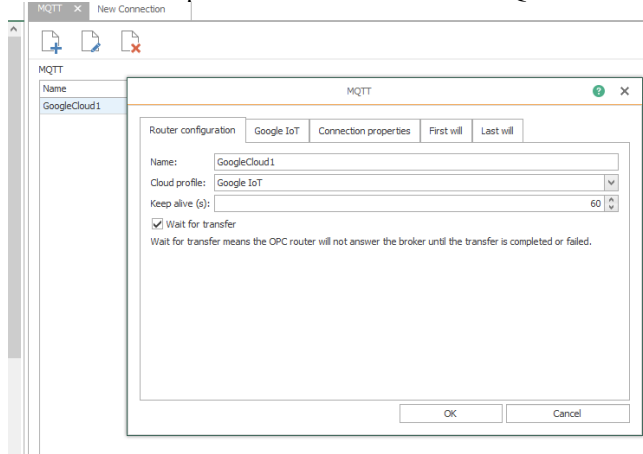 MQTT × New Connection
MQTT
Name
GoogleCloud1
MQTT
Router configuration Google IoT Connection properties First will Last will
Name: GoogleCloud1
Cloud profile: Google IoT
Keep alive (s): 60
Wait for transfer
Wait for transfer means the OPC router will not answer the broker until the transfer is completed or failed.
OK Cancel